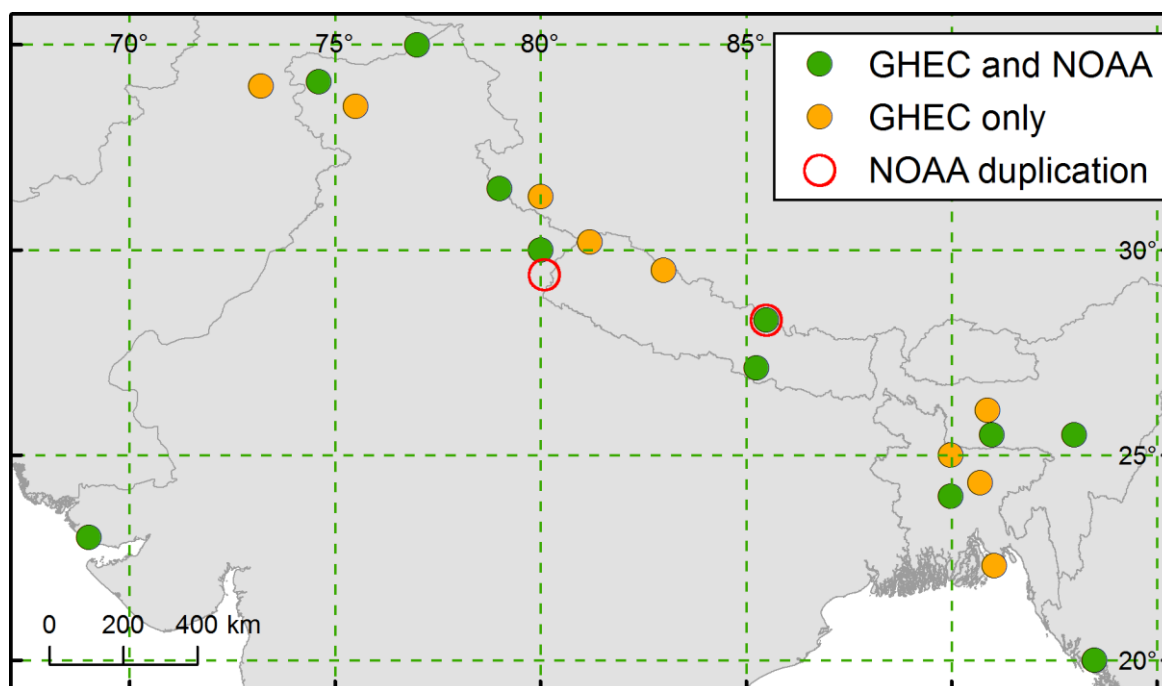 70° 75° 80° 85°
GHEC and NOAA
GHEC only
NOAA duplication
30°
25°
0 200 400 km
20°